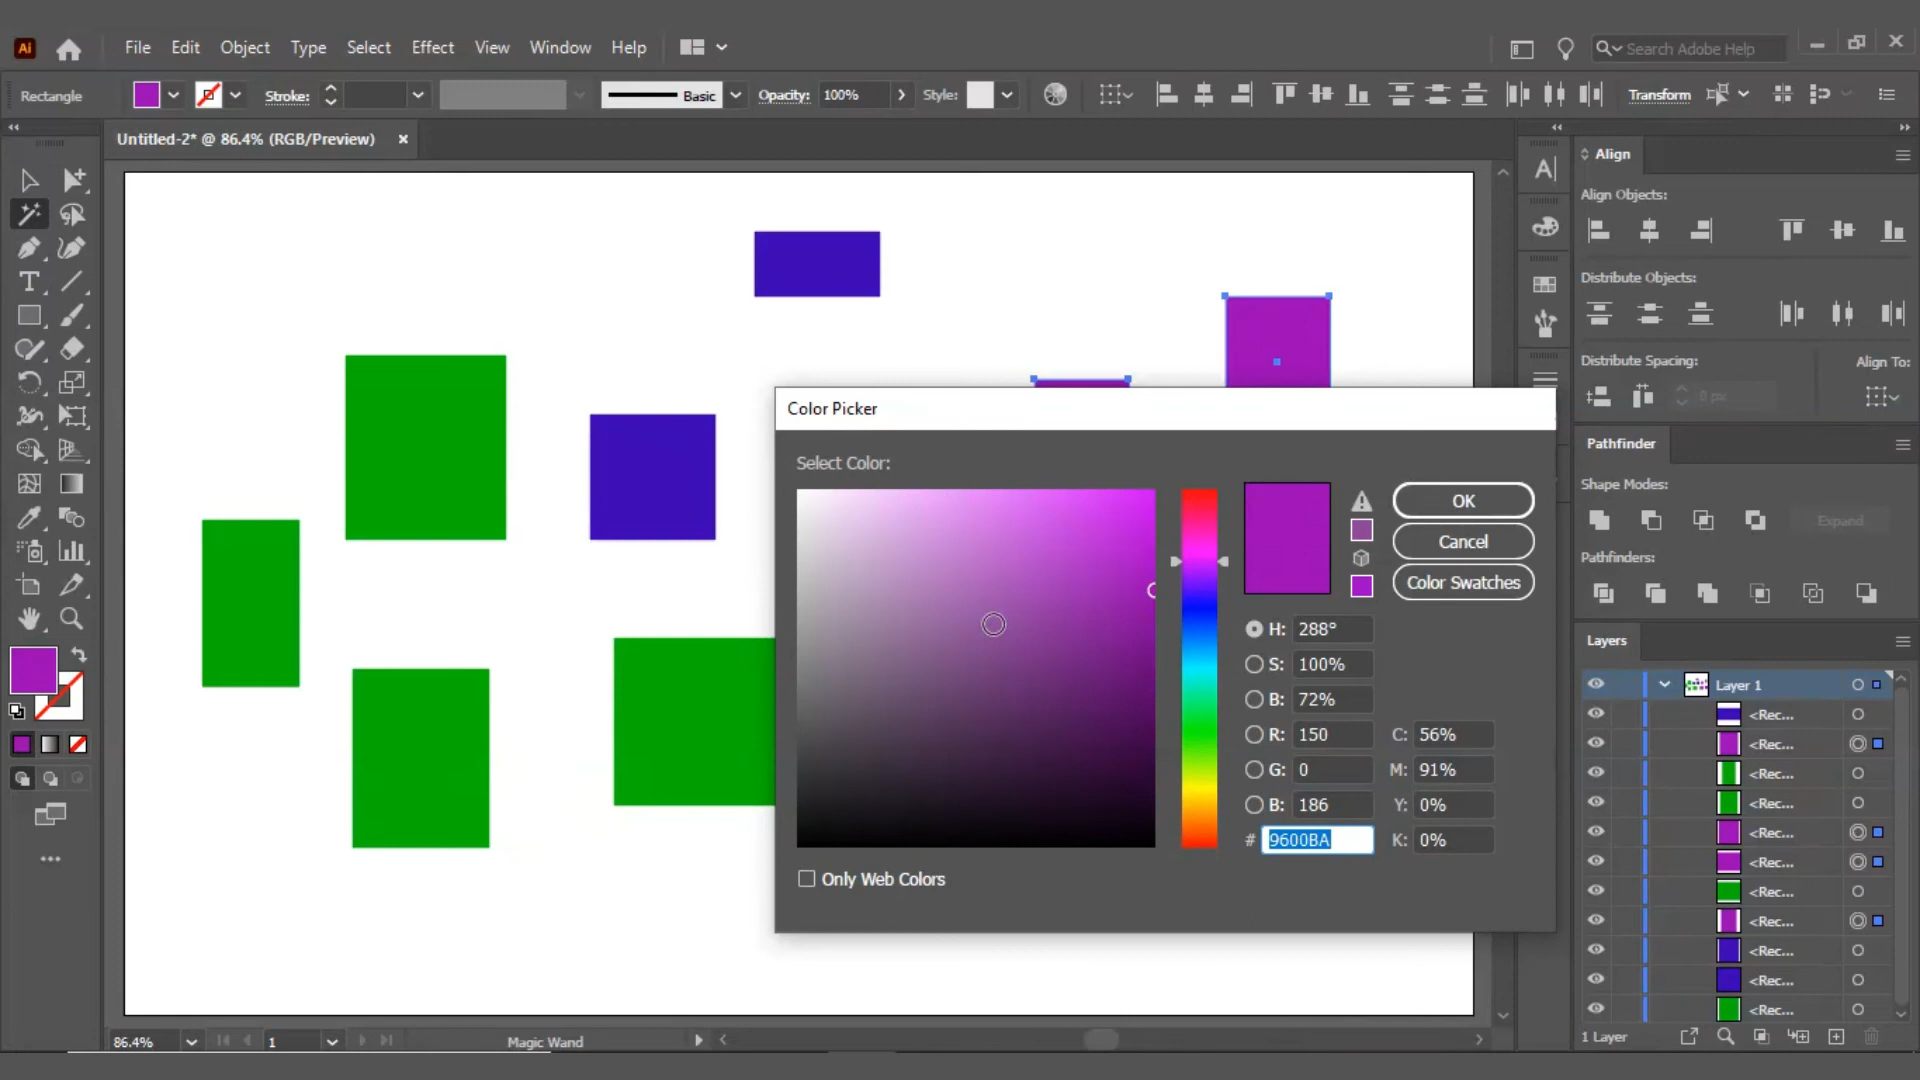 Ai File Edit Object Type Select Effect View Window Help Search Adobe Help
Rectangle Stroke: Basic Opacity: 100% Style: Transform
Untitled-2* @ 86.4% (RGB/Preview) ×
Align
Align Objects:
Distribute Objects:
Distribute Spacing: Align To:
0 px
Pathfinder
Shape Modes:
Expand
Pathfinders:
Layers
Layer 1
<Rec...
<Rec...
<Rec...
<Rec...
<Rec...
<Rec...
<Rec...
<Rec...
<Rec...
<Rec...
<Rec...
1 Layer
Color Picker
Select Color:
OK
Cancel
Color Swatches
H: 288°
S: 100%
B: 72%
R: 150 C: 56%
G: 0 M: 91%
B: 186 Y: 0%
# 9600BA K: 0%
Only Web Colors
86.4% 1 Magic Wand